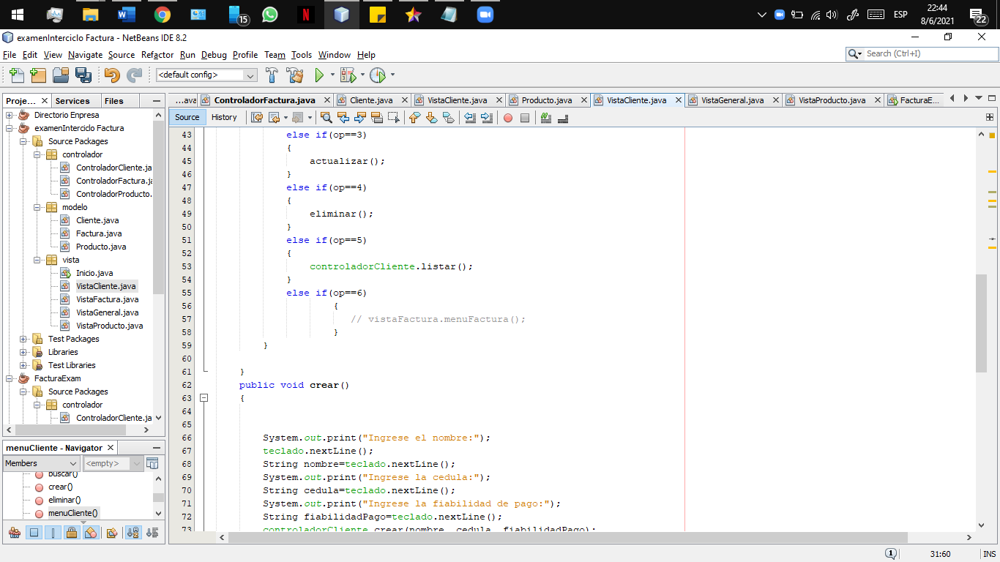 15
ESP
22:44
8/6/2021
22
examenInterciclo Factura - NetBeans IDE 8.2
File Edit View Navigate Source Refactor Run Debug Profile Team Tools Window Help
Search (Ctrl+I)
<default config>
Proje... Services Files
...ava ControladorFactura.java Cliente.java VistaCliente.java Producto.java VistaCliente.java VistaGeneral.java VistaProducto.java FacturaE...
Source History
Directorio Enpresa
examenInterciclo Factura
Source Packages
controlador
ControladorCliente.ja
ControladorFactura.ja
ControladorProducto.
modelo
Cliente.java
Factura.java
Producto.java
vista
Inicio.java
VistaCliente.java
VistaFactura.java
VistaGeneral.java
VistaProducto.java
Test Packages
Libraries
Test Libraries
FacturaExam
Source Packages
controlador
ControladorCliente.ja
menuCliente - Navigator
Members <empty>
buscar()
crear()
eliminar()
menuCliente()
43 else if(op==3)
44 {
45 actualizar();
46 }
47 else if(op==4)
48 {
49 eliminar();
50 }
51 else if(op==5)
52 {
53 controladorCliente.listar();
54 }
55 else if(op==6)
56 {
57 // vistaFactura.menuFactura();
58 }
59 }
60
61 }
62 public void crear()
63 {
64
65
66 System.out.print("Ingrese el nombre:");
67 teclado.nextLine();
68 String nombre=teclado.nextLine();
69 System.out.print("Ingrese la cedula:");
70 String cedula=teclado.nextLine();
71 System.out.print("Ingrese la fiabilidad de pago:");
72 String fiabilidadPago=teclado.nextLine();
73 controladorCliente.crear(nombre, cedula, fiabilidadPago);
1
31:60
INS